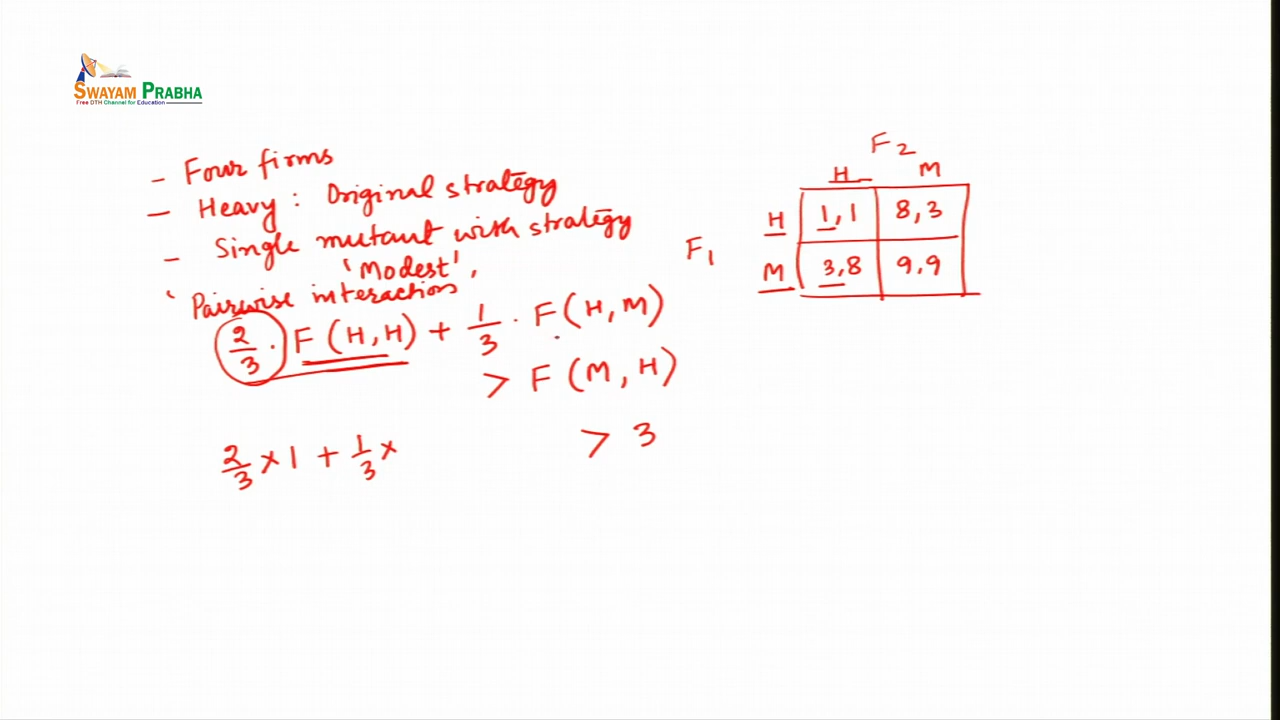 SWAYAM PRABHA
Free DTH Channel for Education
- Four firms
- Heavy : Original strategy
- Single mutant with strategy
'Modest',
' Pairwise interaction
2/3 · F (H,H) + 1/3 · F (H,M)
> F (M,H)
2/3 × 1 + 1/3 ×
> 3
F2
H M
F1
H 1,1 8,3
M 3,8 9,9